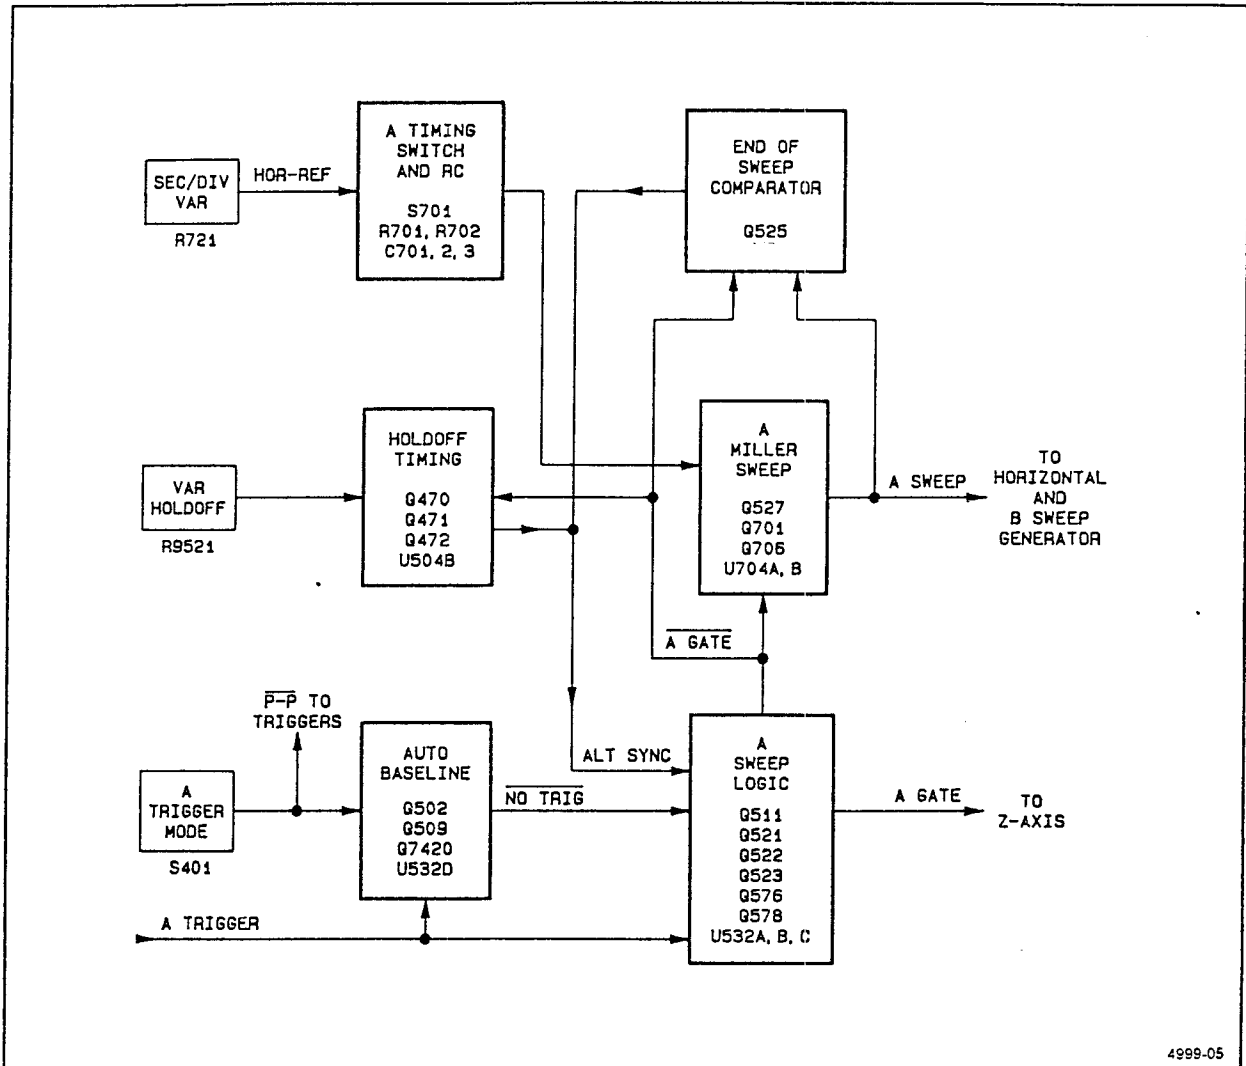 A TIMING
SWITCH
AND RC
S701
R701, R702
C701, 2, 3
SEC/DIV
VAR
R721
HOR-REF
END OF
SWEEP
COMPARATOR
Q525
HOLDOFF
TIMING
Q470
Q471
Q472
U504B
VAR
HOLDOFF
R9521
A
MILLER
SWEEP
Q527
Q701
Q706
U704A, B
A SWEEP
TO
HORIZONTAL
AND
B SWEEP
GENERATOR
A GATE
P-P TO
TRIGGERS
A
TRIGGER
MODE
S401
AUTO
BASELINE
Q502
Q509
Q7420
U532D
ALT SYNC
NO TRIG
A
SWEEP
LOGIC
Q511
Q521
Q522
Q523
Q576
Q578
U532A, B, C
A GATE
TO
Z-AXIS
A TRIGGER
4999-05